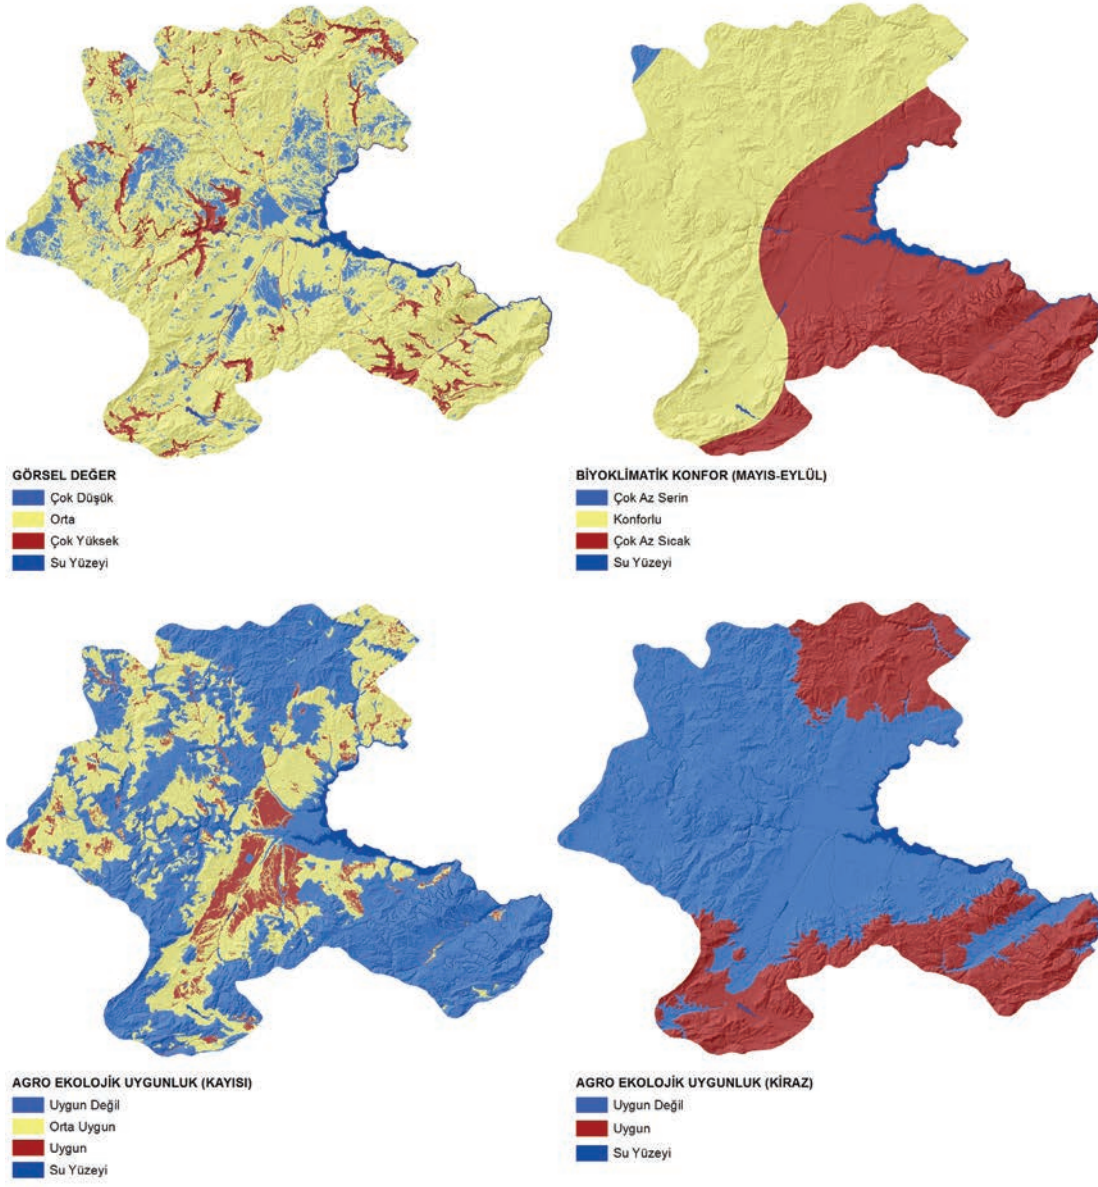 GÖRSEL DEĞER
Çok Düşük
Orta
Çok Yüksek
Su Yüzeyi
BİYOKLİMATİK KONFOR (MAYIS-EYLÜL)
Çok Az Serin
Konforlu
Çok Az Sıcak
Su Yüzeyi
AGRO EKOLOJİK UYGUNLUK (KAYISI)
Uygun Değil
Orta Uygun
Uygun
Su Yüzeyi
AGRO EKOLOJİK UYGUNLUK (KİRAZ)
Uygun Değil
Uygun
Su Yüzeyi